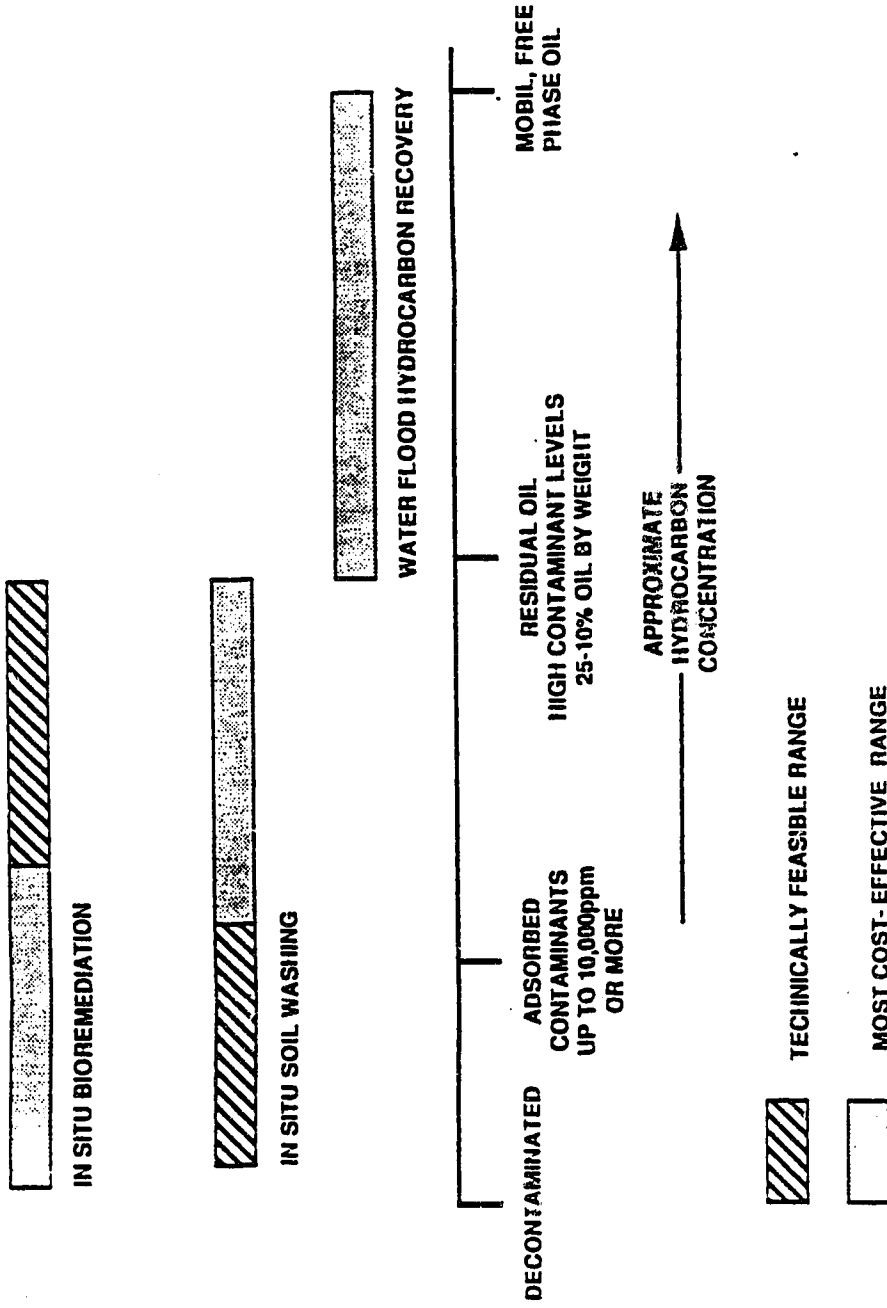 IN SITU BIOREMEDIATION
IN SITU SOIL WASHING
WATER FLOOD HYDROCARBON RECOVERY
DECONTAMINATED
ADSORBED
CONTAMINANTS
UP TO 10,000ppm
OR MORE
RESIDUAL OIL
HIGH CONTAMINANT LEVELS
25-10% OIL BY WEIGHT
MOBIL, FREE
PHASE OIL
APPROXIMATE
HYDROCARBON
CONCENTRATION
TECHNICALLY FEASIBLE RANGE
MOST COST-EFFECTIVE RANGE